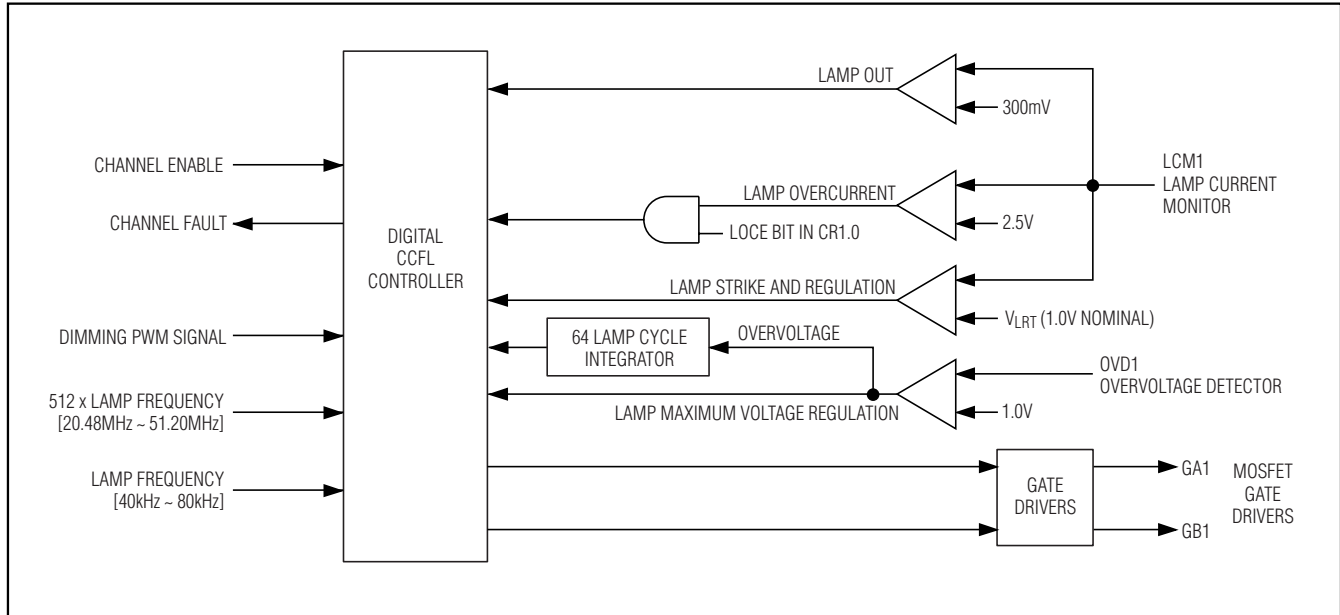 CHANNEL ENABLE
CHANNEL FAULT
DIMMING PWM SIGNAL
512 x LAMP FREQUENCY
[20.48MHz ~ 51.20MHz]
LAMP FREQUENCY
[40kHz ~ 80kHz]
DIGITAL
CCFL
CONTROLLER
LAMP OUT
300mV
LAMP OVERCURRENT
LOCE BIT IN CR1.0
2.5V
LCM1
LAMP CURRENT
MONITOR
LAMP STRIKE AND REGULATION
VLRT (1.0V NOMINAL)
64 LAMP CYCLE
INTEGRATOR
OVERVOLTAGE
LAMP MAXIMUM VOLTAGE REGULATION
OVD1
OVERVOLTAGE DETECTOR
1.0V
GATE
DRIVERS
GA1
GB1
MOSFET
GATE
DRIVERS